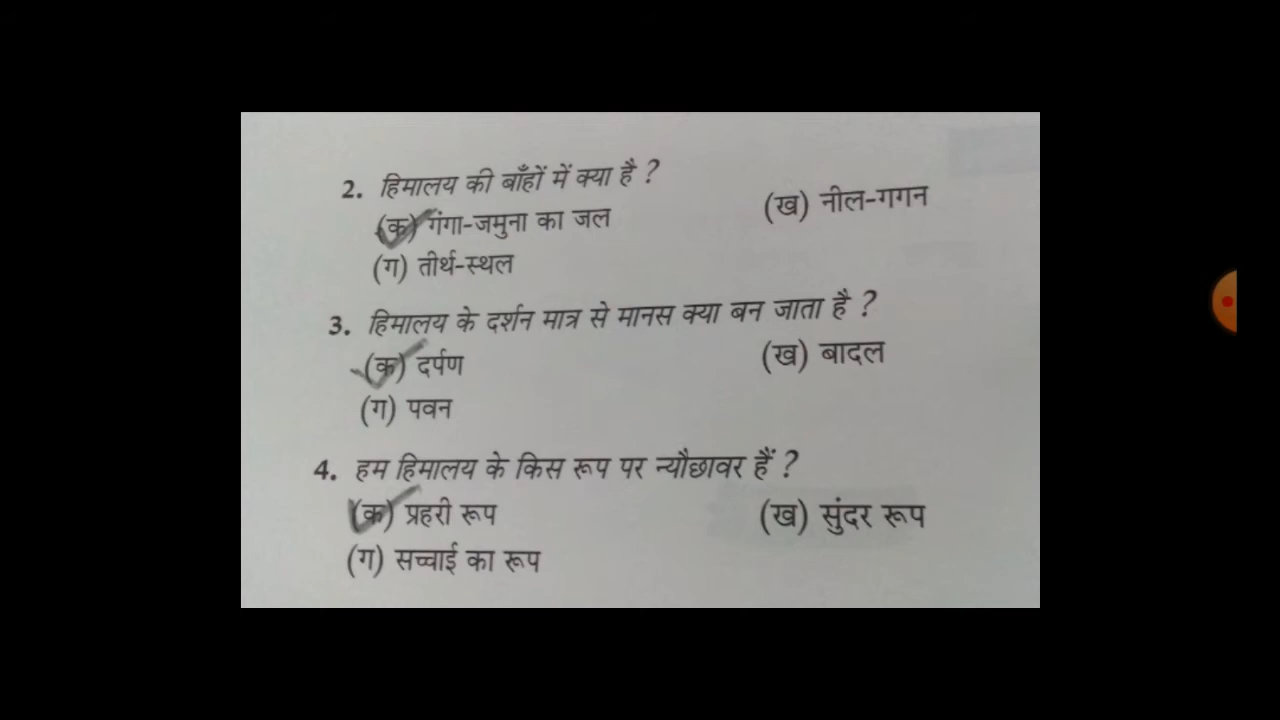 2. हिमालय की बाँहों में क्या है ?
(क) गंगा-जमुना का जल (ख) नील-गगन
(ग) तीर्थ-स्थल
3. हिमालय के दर्शन मात्र से मानस क्या बन जाता है ?
(क) दर्पण (ख) बादल
(ग) पवन
4. हम हिमालय के किस रूप पर न्यौछावर हैं ?
(क) प्रहरी रूप (ख) सुंदर रूप
(ग) सच्चाई का रूप